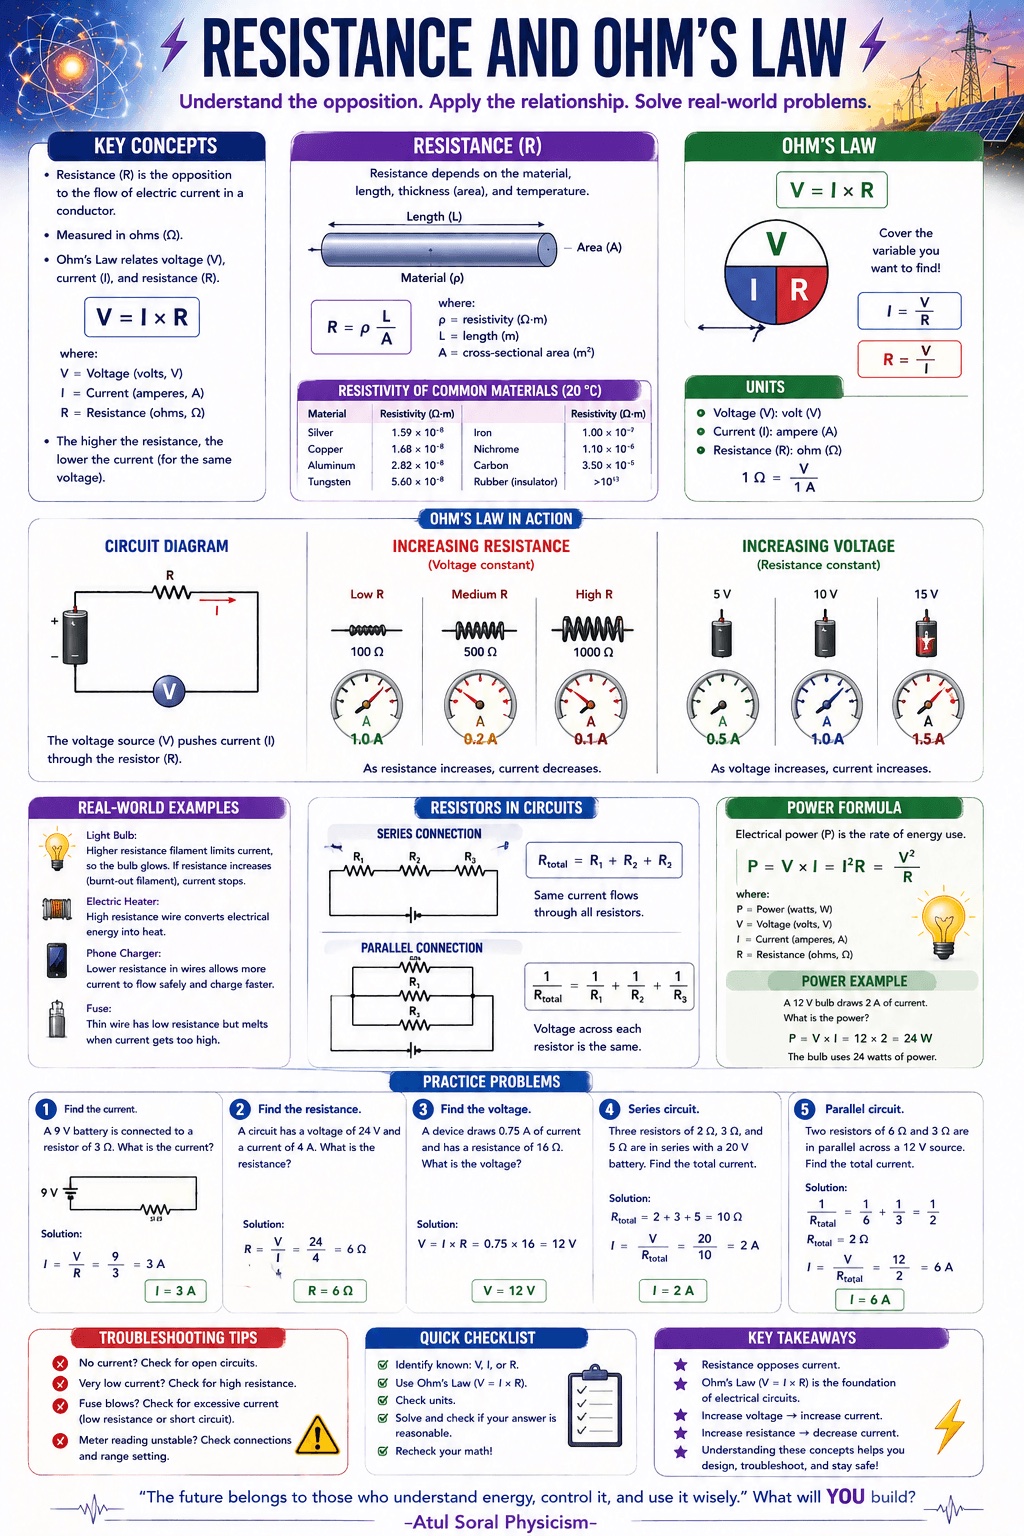 RESISTANCE AND OHM'S LAW
Understand the opposition. Apply the relationship. Solve real-world problems.
KEY CONCEPTS
• Resistance (R) is the opposition
to the flow of electric current in a
conductor.
• Measured in ohms (Ω).
• Ohm's Law relates voltage (V),
current (I), and resistance (R).
V = I × R
where:
V = Voltage (volts, V)
I = Current (amperes, A)
R = Resistance (ohms, Ω)
• The higher the resistance, the
lower the current (for the same
voltage).
RESISTANCE (R)
Resistance depends on the material,
length, thickness (area), and temperature.
Length (L)
Area (A)
Material (ρ)
R = ρ L/A
where:
ρ = resistivity (Ω·m)
L = length (m)
A = cross-sectional area (m²)
RESISTIVITY OF COMMON MATERIALS (20 °C)
Material Resistivity (Ω·m) Resistivity (Ω·m)
Silver 1.59 × 10⁻⁸ Iron 1.00 × 10⁻⁷
Copper 1.68 × 10⁻⁸ Nichrome 1.10 × 10⁻⁶
Aluminum 2.82 × 10⁻⁸ Carbon 3.50 × 10⁻⁵
Tungsten 5.60 × 10⁻⁸ Rubber (insulator) >10¹³
OHM'S LAW
V = I × R
V
I R
Cover the
variable you
want to find!
I = V/R
R = V/I
UNITS
Voltage (V): volt (V)
Current (I): ampere (A)
Resistance (R): ohm (Ω)
1 Ω = V/1 A
OHM'S LAW IN ACTION
CIRCUIT DIAGRAM
R
I
+
−
V
The voltage source (V) pushes current (I)
through the resistor (R).
INCREASING RESISTANCE
(Voltage constant)
Low R Medium R High R
100 Ω 500 Ω 1000 Ω
A A A
1.0 A 0.2 A 0.1 A
As resistance increases, current decreases.
INCREASING VOLTAGE
(Resistance constant)
5 V 10 V 15 V
A A A
0.5 A 1.0 A 1.5 A
As voltage increases, current increases.
REAL-WORLD EXAMPLES
Light Bulb:
Higher resistance filament limits current,
so the bulb glows. If resistance increases
(burnt-out filament), current stops.
Electric Heater:
High resistance wire converts electrical
energy into heat.
Phone Charger:
Lower resistance in wires allows more
current to flow safely and charge faster.
Fuse:
Thin wire has low resistance but melts
when current gets too high.
RESISTORS IN CIRCUITS
SERIES CONNECTION
R₁ R₂ R₃
Rtotal = R₁ + R₂ + R₂
Same current flows
through all resistors.
PARALLEL CONNECTION
R₁
R₃
1/Rtotal = 1/R₁ + 1/R₂ + 1/R₃
Voltage across each
resistor is the same.
POWER FORMULA
Electrical power (P) is the rate of energy use.
P = V × I = I²R = V²/R
where:
P = Power (watts, W)
V = Voltage (volts, V)
I = Current (amperes, A)
R = Resistance (ohms, Ω)
POWER EXAMPLE
A 12 V bulb draws 2 A of current.
What is the power?
P = V × I = 12 × 2 = 24 W
The bulb uses 24 watts of power.
PRACTICE PROBLEMS
1 Find the current.
A 9 V battery is connected to a
resistor of 3 Ω. What is the current?
9 V
Solution:
I = V/R = 9/3 = 3 A
I = 3 A
2 Find the resistance.
A circuit has a voltage of 24 V and
a current of 4 A. What is the
resistance?
Solution:
R = V/I = 24/4 = 6 Ω
R = 6 Ω
3 Find the voltage.
A device draws 0.75 A of current
and has a resistance of 16 Ω.
What is the voltage?
Solution:
V = I × R = 0.75 × 16 = 12 V
V = 12 V
4 Series circuit.
Three resistors of 2 Ω, 3 Ω, and
5 Ω are in series with a 20 V
battery. Find the total current.
Solution:
Rtotal = 2 + 3 + 5 = 10 Ω
I = V/Rtotal = 20/10 = 2 A
I = 2 A
5 Parallel circuit.
Two resistors of 6 Ω and 3 Ω are
in parallel across a 12 V source.
Find the total current.
Solution:
1/Rtatal = 1/6 + 1/3 = 1/2
Rtotal = 2 Ω
I = V/Rtotal = 12/2 = 6 A
I = 6 A
TROUBLESHOOTING TIPS
No current? Check for open circuits.
Very low current? Check for high resistance.
Fuse blows? Check for excessive current
(low resistance or short circuit).
Meter reading unstable? Check connections
and range setting.
QUICK CHECKLIST
Identify known: V, I, or R.
Use Ohm's Law (V = I × R).
Check units.
Solve and check if your answer is
reasonable.
Recheck your math!
KEY TAKEAWAYS
Resistance opposes current.
Ohm's Law (V = I × R) is the foundation
of electrical circuits.
Increase voltage → increase current.
Increase resistance → decrease current.
Understanding these concepts helps you
design, troubleshoot, and stay safe!
"The future belongs to those who understand energy, control it, and use it wisely." What will YOU build?
–Atul Soral Physicism–